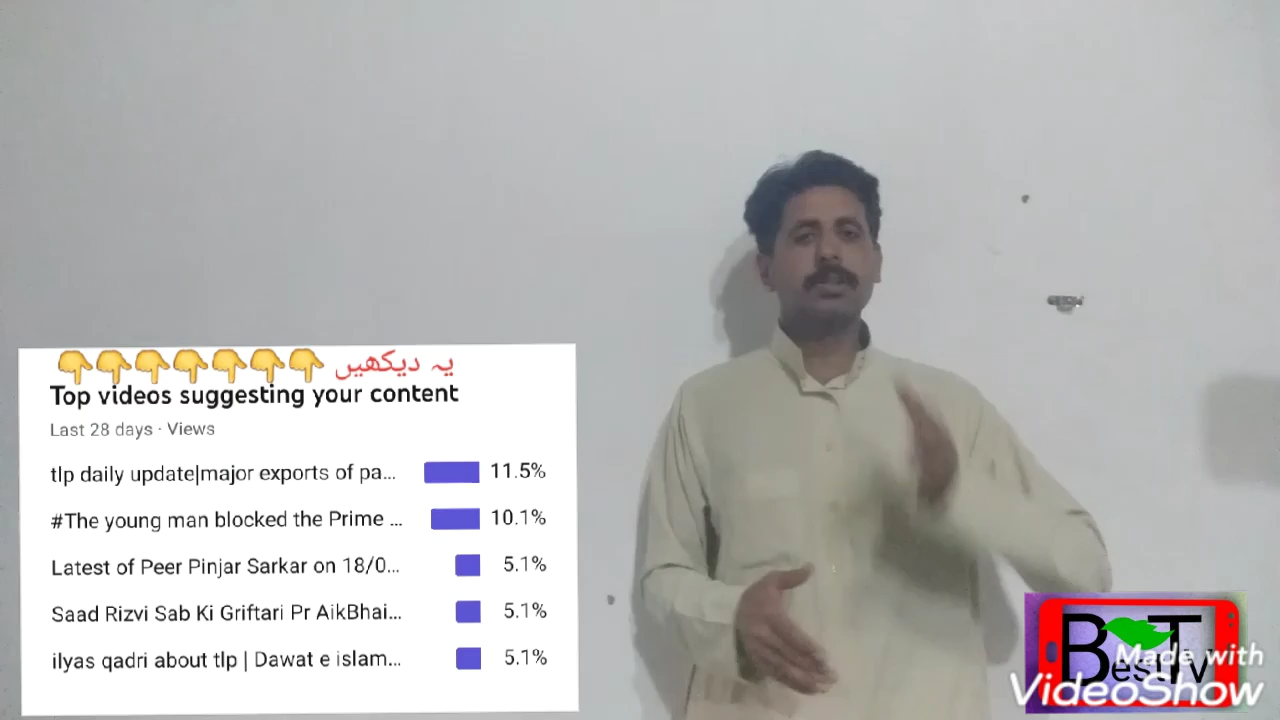 👇👇👇👇👇👇👇 یہ دیکھیں
Top videos suggesting your content
Last 28 days · Views
tlp daily update|major exports of pa... 11.5%
#The young man blocked the Prime ... 10.1%
Latest of Peer Pinjar Sarkar on 18/0... 5.1%
Saad Rizvi Sab Ki Griftari Pr AikBhai... 5.1%
ilyas qadri about tlp | Dawat e islam... 5.1%
BestTv
Made with
VideoShow